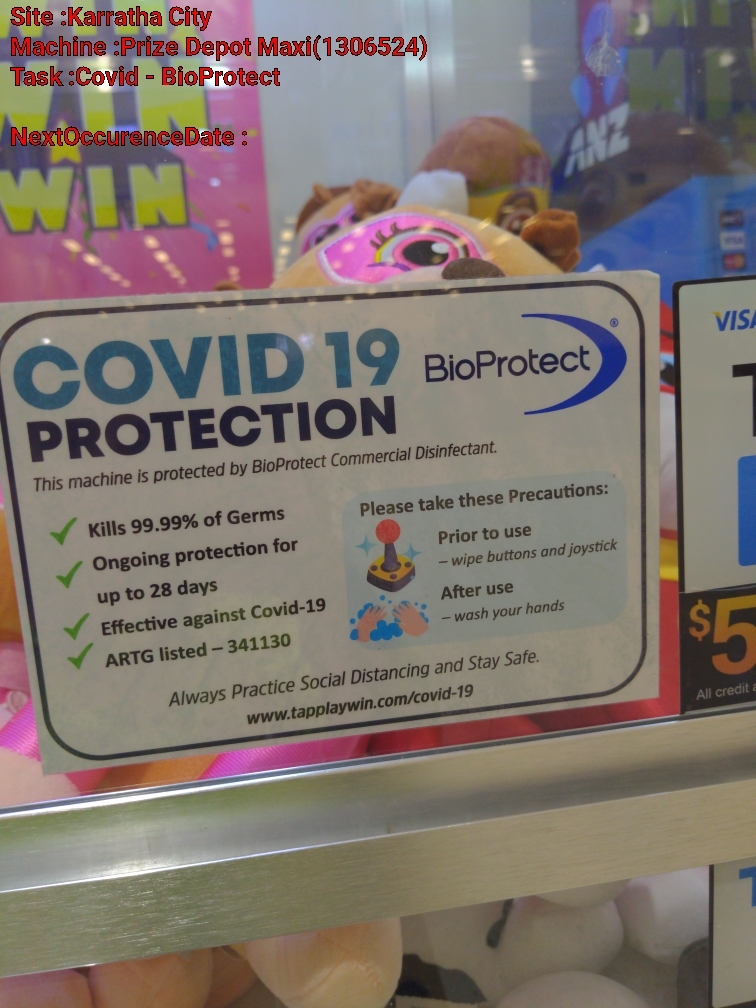 Site :Karratha City
Machine :Prize Depot Maxi(1306524)
Task :Covid - BioProtect
NextOccurenceDate :
WIN
WIN
WIN
ANZ
VISA
COVID 19
PROTECTION
BioProtect®
This machine is protected by BioProtect Commercial Disinfectant.
Kills 99.99% of Germs
Ongoing protection for
up to 28 days
Effective against Covid-19
ARTG listed – 341130
Please take these Precautions:
Prior to use
– wipe buttons and joystick
After use
– wash your hands
Always Practice Social Distancing and Stay Safe.
www.tapplaywin.com/covid-19
VISA
T
$5
All credit
T